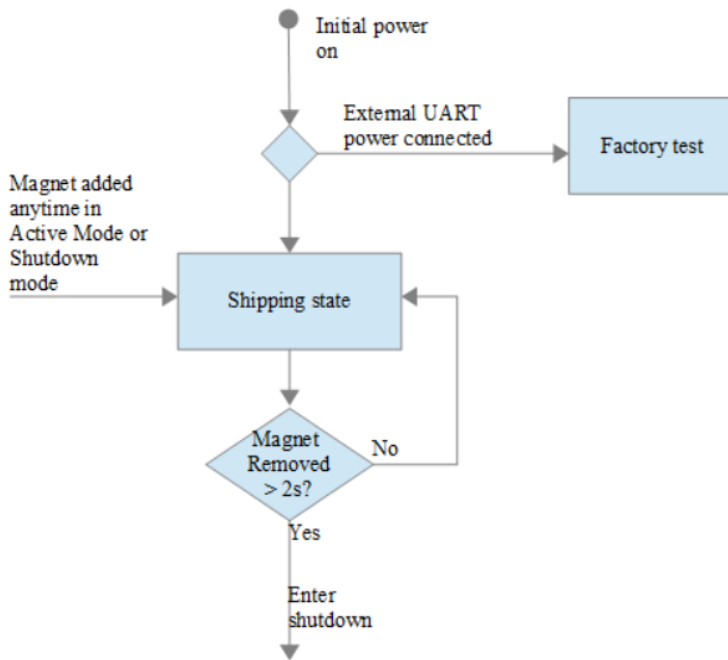 Initial power
on
External UART
power connected
Factory test
Magnet added
anytime in
Active Mode or
Shutdown
mode
Shipping state
Magnet
Removed
> 2s?
No
Yes
Enter
shutdown